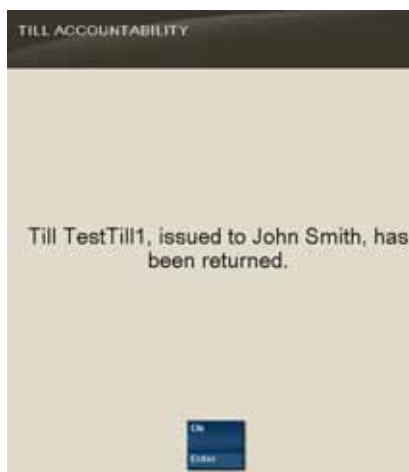 TILL ACCOUNTABILITY
Till TestTill1, issued to John Smith, has
been returned.
Ok
Enter